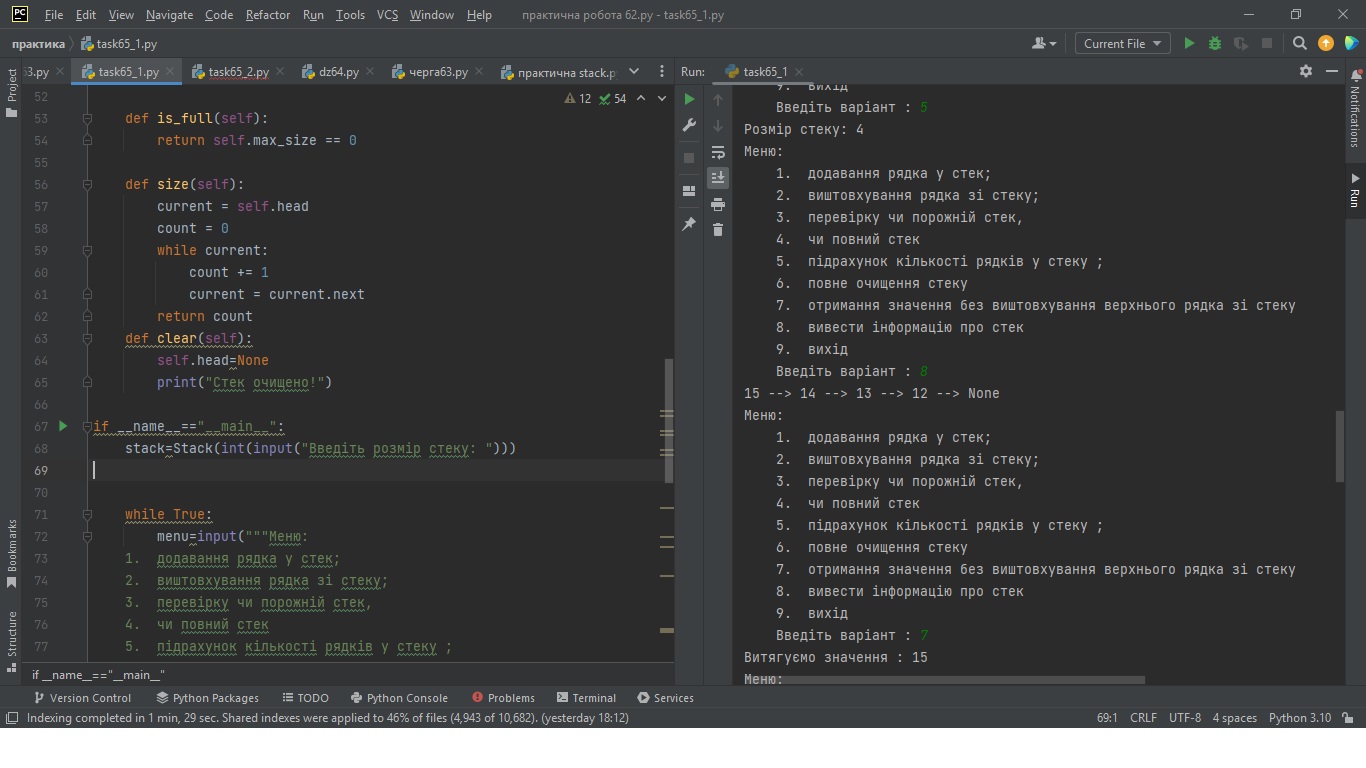 File Edit View Navigate Code Refactor Run Tools VCS Window Help практична робота 62.py - task65_1.py
практика task65_1.py Current File
63.py task65_1.py task65_2.py dz64.py черга63.py практична stack.p
Run: task65_1
Project
Bookmarks
Structure
Notifications
Run
12 54
52
53 def is_full(self):
54 return self.max_size == 0
55
56 def size(self):
57 current = self.head
58 count = 0
59 while current:
60 count += 1
61 current = current.next
62 return count
63 def clear(self):
64 self.head=None
65 print("Стек очищено!")
66
67 if __name__=="__main__":
68 stack=Stack(int(input("Введіть розмір стеку: ")))
69
70
71 while True:
72 menu=input("""Меню:
73 1. додавання рядка у стек;
74 2. виштовхування рядка зі стеку;
75 3. перевірку чи порожній стек,
76 4. чи повний стек
77 5. підрахунок кількості рядків у стеку ;
if __name__=="__main__"
9. вихід
Введіть варіант : 5
Розмір стеку: 4
Меню:
1. додавання рядка у стек;
2. виштовхування рядка зі стеку;
3. перевірку чи порожній стек,
4. чи повний стек
5. підрахунок кількості рядків у стеку ;
6. повне очищення стеку
7. отримання значення без виштовхування верхнього рядка зі стеку
8. вивести інформацію про стек
9. вихід
Введіть варіант : 8
15 --> 14 --> 13 --> 12 --> None
Меню:
1. додавання рядка у стек;
2. виштовхування рядка зі стеку;
3. перевірку чи порожній стек,
4. чи повний стек
5. підрахунок кількості рядків у стеку ;
6. повне очищення стеку
7. отримання значення без виштовхування верхнього рядка зі стеку
8. вивести інформацію про стек
9. вихід
Введіть варіант : 7
Витягуємо значення : 15
Меню:
Version Control Python Packages TODO Python Console Problems Terminal Services
Indexing completed in 1 min, 29 sec. Shared indexes were applied to 46% of files (4,943 of 10,682). (yesterday 18:12) 69:1 CRLF UTF-8 4 spaces Python 3.10